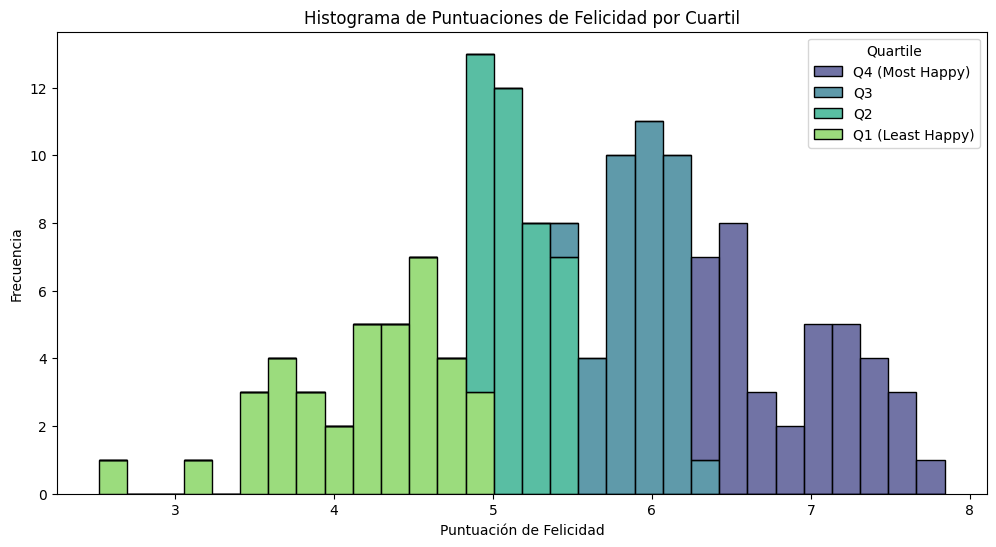 Histograma de Puntuaciones de Felicidad por Cuartil
Quartile
Q4 (Most Happy)
Q3
Q2
Q1 (Least Happy)
Frecuencia
12
10
8
6
4
2
0
3 4 5 6 7 8
Puntuación de Felicidad